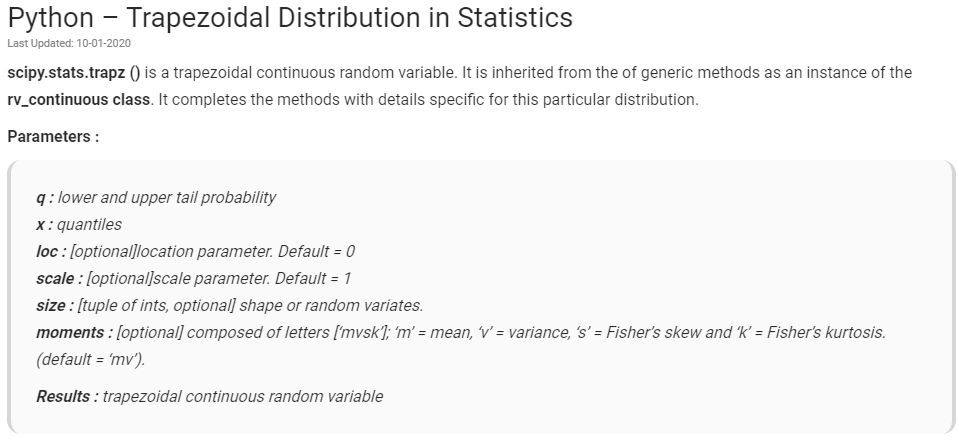 Python – Trapezoidal Distribution in Statistics
Last Updated: 10-01-2020
scipy.stats.trapz () is a trapezoidal continuous random variable. It is inherited from the of generic methods as an instance of the
rv_continuous class. It completes the methods with details specific for this particular distribution.
Parameters :
q : lower and upper tail probability
x : quantiles
loc : [optional]location parameter. Default = 0
scale : [optional]scale parameter. Default = 1
size : [tuple of ints, optional] shape or random variates.
moments : [optional] composed of letters [‘mvsk’]; ‘m’ = mean, ‘v’ = variance, ‘s’ = Fisher’s skew and ‘k’ = Fisher’s kurtosis.
(default = ‘mv’).
Results : trapezoidal continuous random variable